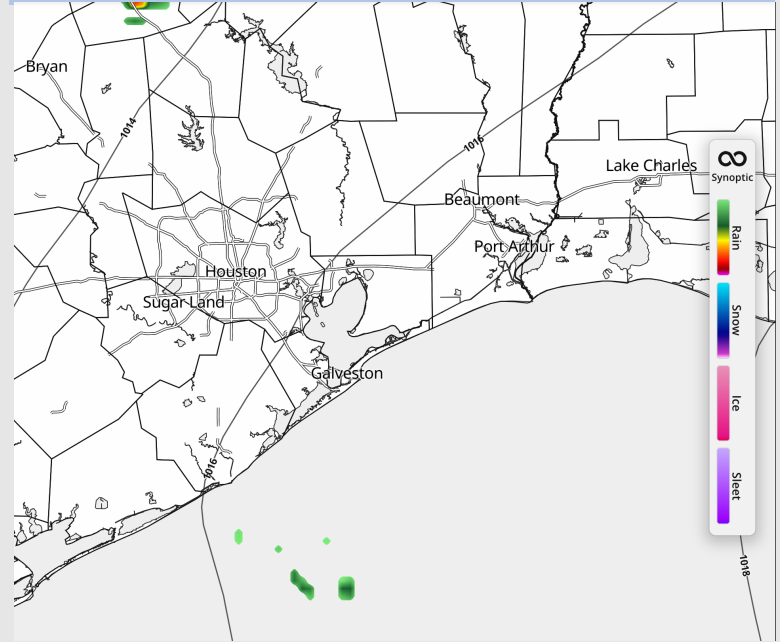 Bryan
1014
1016
Lake Charles
Synoptic
Beaumont
Rain
Port Arthur
Houston
Sugar Land
Snow
Galveston
Ice
1016
Sleet
1018